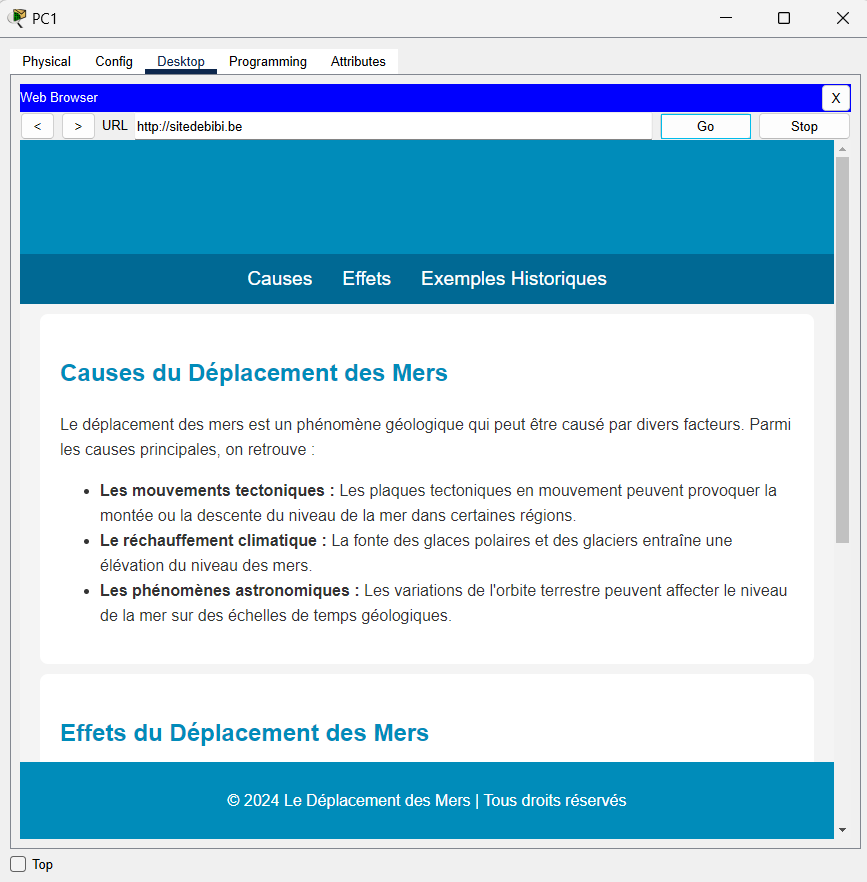 PC1
Physical Config Desktop Programming Attributes
Web Browser X
< > URL http://sitedebibi.be Go Stop
Causes Effets Exemples Historiques
Causes du Déplacement des Mers
Le déplacement des mers est un phénomène géologique qui peut être causé par divers facteurs. Parmi
les causes principales, on retrouve :
• Les mouvements tectoniques : Les plaques tectoniques en mouvement peuvent provoquer la
montée ou la descente du niveau de la mer dans certaines régions.
• Le réchauffement climatique : La fonte des glaces polaires et des glaciers entraîne une
élévation du niveau des mers.
• Les phénomènes astronomiques : Les variations de l'orbite terrestre peuvent affecter le niveau
de la mer sur des échelles de temps géologiques.
Effets du Déplacement des Mers
© 2024 Le Déplacement des Mers | Tous droits réservés
Top